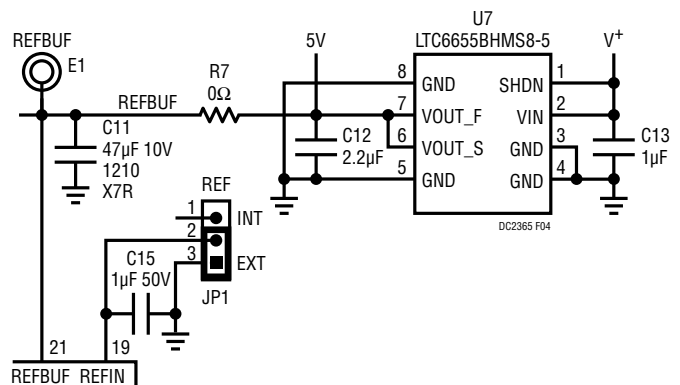 U7
REFBUF
5V
LTC6655BHMS8-5
V+
E1
R7
0Ω
8
GND
SHDN
1
REFBUF
7
VOUT_F
VIN
2
C11
47µF 10V
1210
X7R
C12
2.2µF
6
VOUT_S
GND
3
C13
1µF
5
GND
GND
4
REF
DC2365 F04
1
INT
2
C15
1µF 50V
3
EXT
JP1
21
19
REFBUF
REFIN